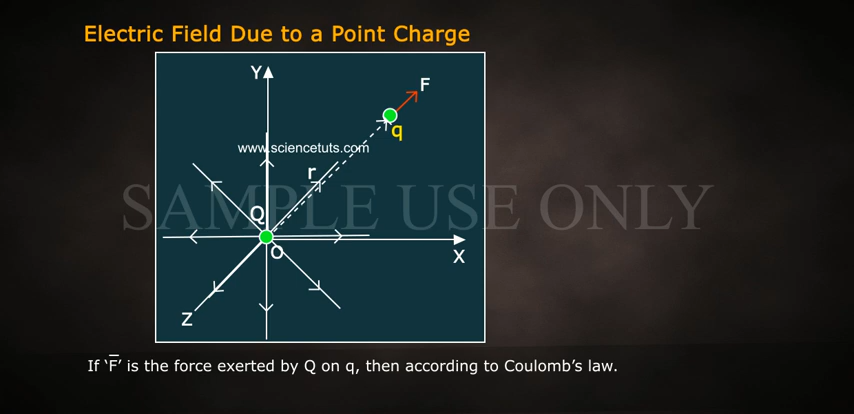 Electric Field Due to a Point Charge
Y
F
q
www.sciencetuts.com
r
SAMPLE USE ONLY
Q
O
X
Z
If ‘F̅’ is the force exerted by Q on q, then according to Coulomb’s law.